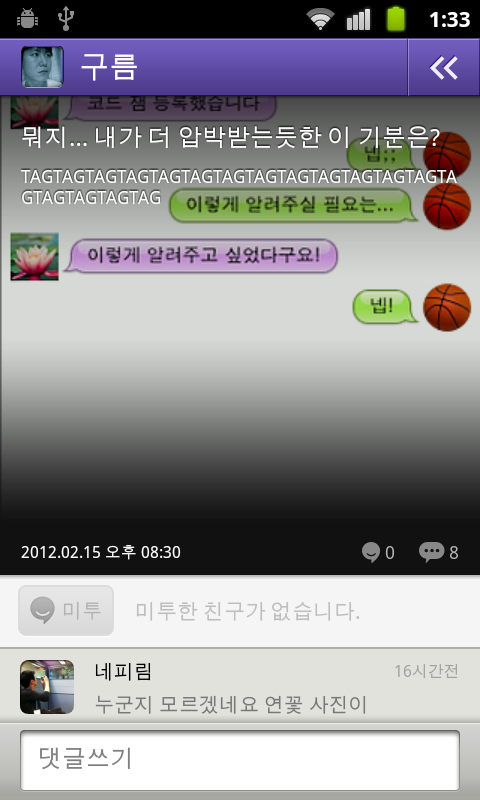 1:33
구름
코드 잼 등록했습니다
뭐지... 내가 더 압박받는듯한 이 기분은?
넵;;
TAGTAGTAGTAGTAGTAGTAGTAGTAGTAGTAGTAGTA
GTAGTAGTAGTAG
이렇게 알려주실 필요는...
이렇게 알려주고 싶었다구요!
넵!
2012.02.15 오후 08:30
0
8
미투
미투한 친구가 없습니다.
네피림
16시간전
누군지 모르겠네요 연꽃 사진이
댓글쓰기